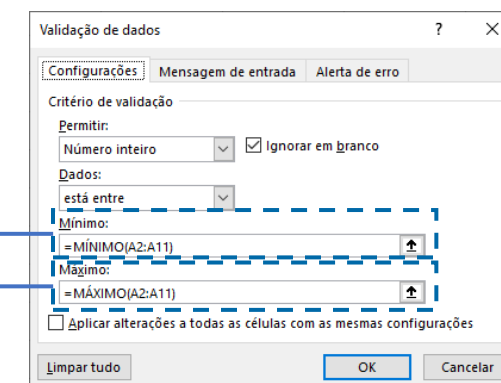 Validação de dados ? ×
Configurações Mensagem de entrada Alerta de erro
Critério de validação
Permitir:
Número inteiro Ignorar em branco
Dados:
está entre
Mínimo:
=MÍNIMO(A2:A11)
Máximo:
=MÁXIMO(A2:A11)
Aplicar alterações a todas as células com as mesmas configurações
Limpar tudo OK Cancelar